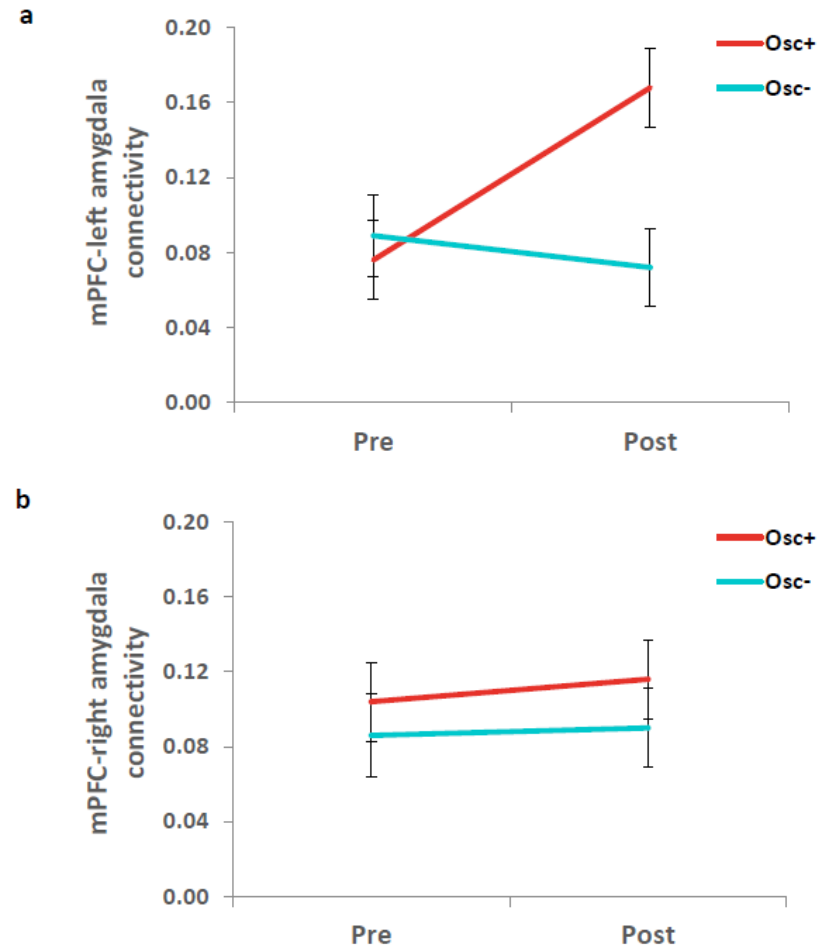 a
0.20
0.16
0.12
0.08
0.04
0.00
mPFC-left amygdala
connectivity
Pre
Post
Osc+
Osc-
b
0.20
0.16
0.12
0.08
0.04
0.00
mPFC-right amygdala
connectivity
Pre
Post
Osc+
Osc-